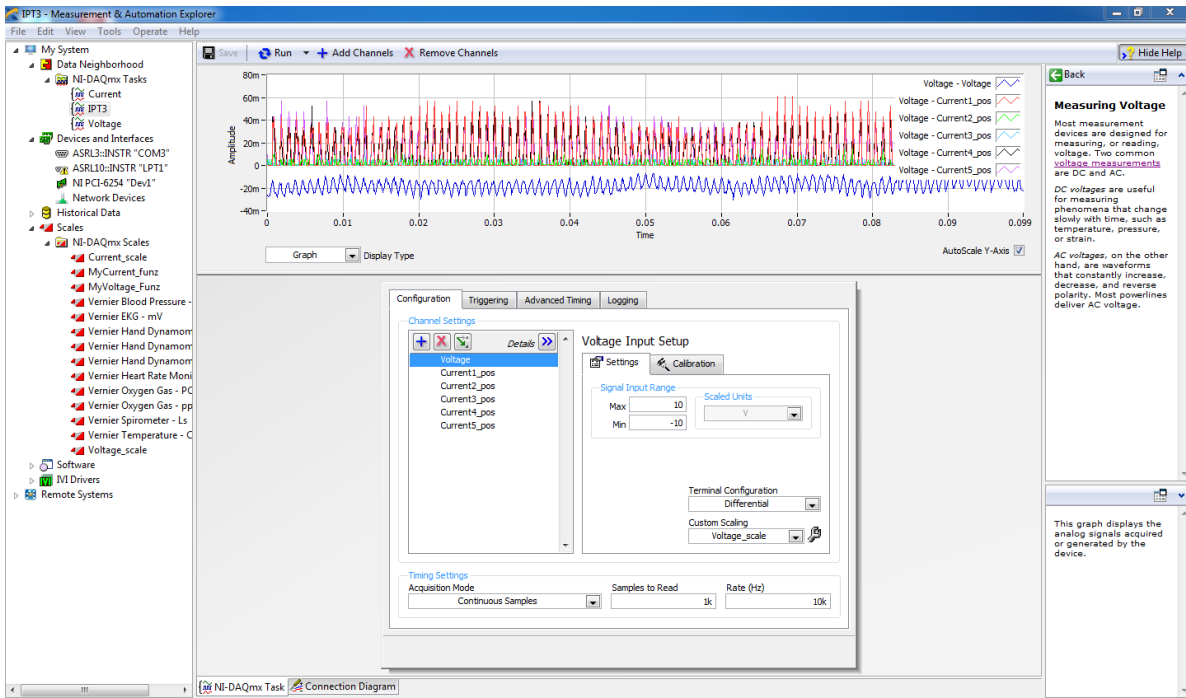 IPT3 - Measurement & Automation Explorer
File Edit View Tools Operate Help
My System
Data Neighborhood
NI-DAQmx Tasks
Current
IPT3
Voltage
Devices and Interfaces
ASRL3::INSTR "COM3"
ASRL10::INSTR "LPT1"
NI PCI-6254 "Dev1"
Network Devices
Historical Data
Scales
NI-DAQmx Scales
Current_scale
MyCurrent_funz
MyVoltage_Funz
Vernier Blood Pressure -
Vernier EKG - mV
Vernier Hand Dynamom
Vernier Hand Dynamom
Vernier Hand Dynamom
Vernier Heart Rate Moni
Vernier Oxygen Gas - PC
Vernier Oxygen Gas - pp
Vernier Spirometer - Ls
Vernier Temperature - C
Voltage_scale
Software
IVI Drivers
Remote Systems
Save Run Add Channels Remove Channels Hide Help
80m
60m
40m
20m
0
-20m
-40m
Amplitude
0 0.01 0.02 0.03 0.04 0.05 0.06 0.07 0.08 0.09 0.099
Time
Voltage - Voltage
Voltage - Current1_pos
Voltage - Current2_pos
Voltage - Current3_pos
Voltage - Current4_pos
Voltage - Current5_pos
Graph Display Type AutoScale Y-Axis
Configuration Triggering Advanced Timing Logging
Channel Settings
Details
Voltage
Current1_pos
Current2_pos
Current3_pos
Current4_pos
Current5_pos
Voltage Input Setup
Settings Calibration
Signal Input Range
Max 10
Min -10
Scaled Units
V
Terminal Configuration
Differential
Custom Scaling
Voltage_scale
Timing Settings
Acquisition Mode Samples to Read Rate (Hz)
Continuous Samples 1k 10k
NI-DAQmx Task Connection Diagram
Back
Measuring Voltage
Most measurement
devices are designed for
measuring, or reading,
voltage. Two common
voltage measurements
are DC and AC.
DC voltages are useful
for measuring
phenomena that change
slowly with time, such as
temperature, pressure,
or strain.
AC voltages, on the other
hand, are waveforms
that constantly increase,
decrease, and reverse
polarity. Most powerlines
deliver AC voltage.
This graph displays the
analog signals acquired
or generated by the
device.